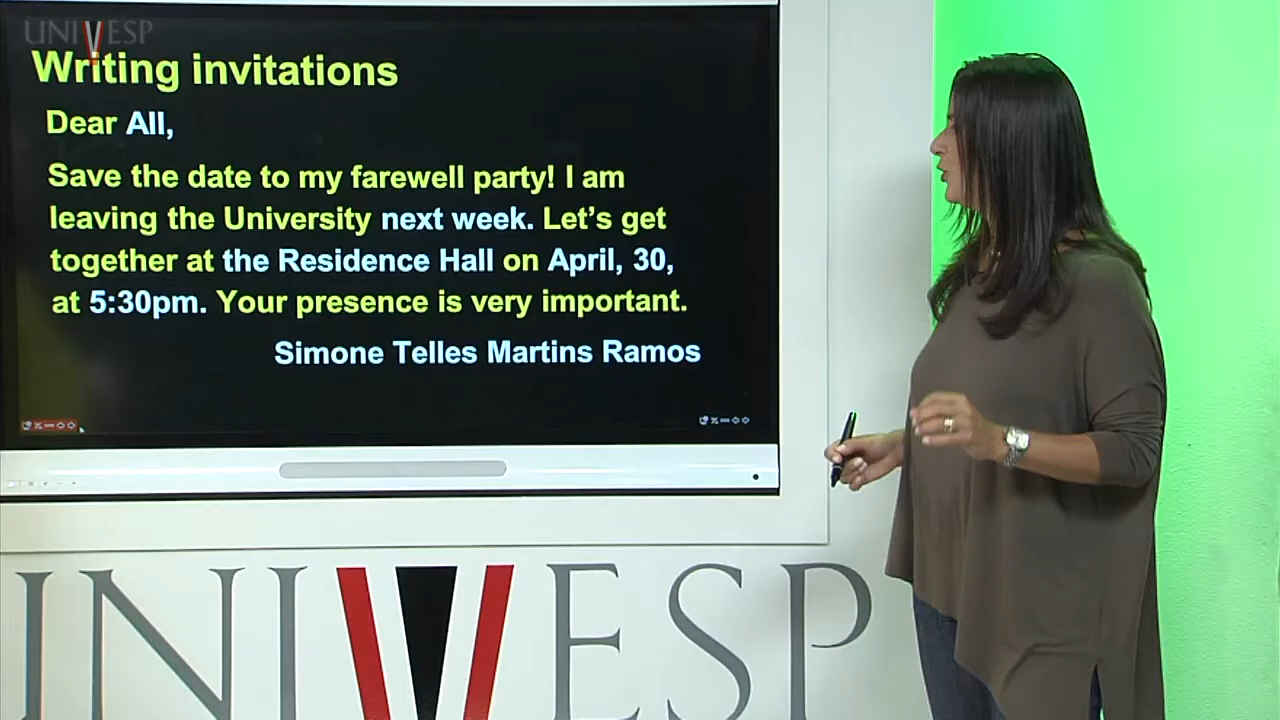 UNIVESP
Writing invitations
Dear All,
Save the date to my farewell party! I am
leaving the University next week. Let’s get
together at the Residence Hall on April, 30,
at 5:30pm. Your presence is very important.
Simone Telles Martins Ramos
UNIVESP